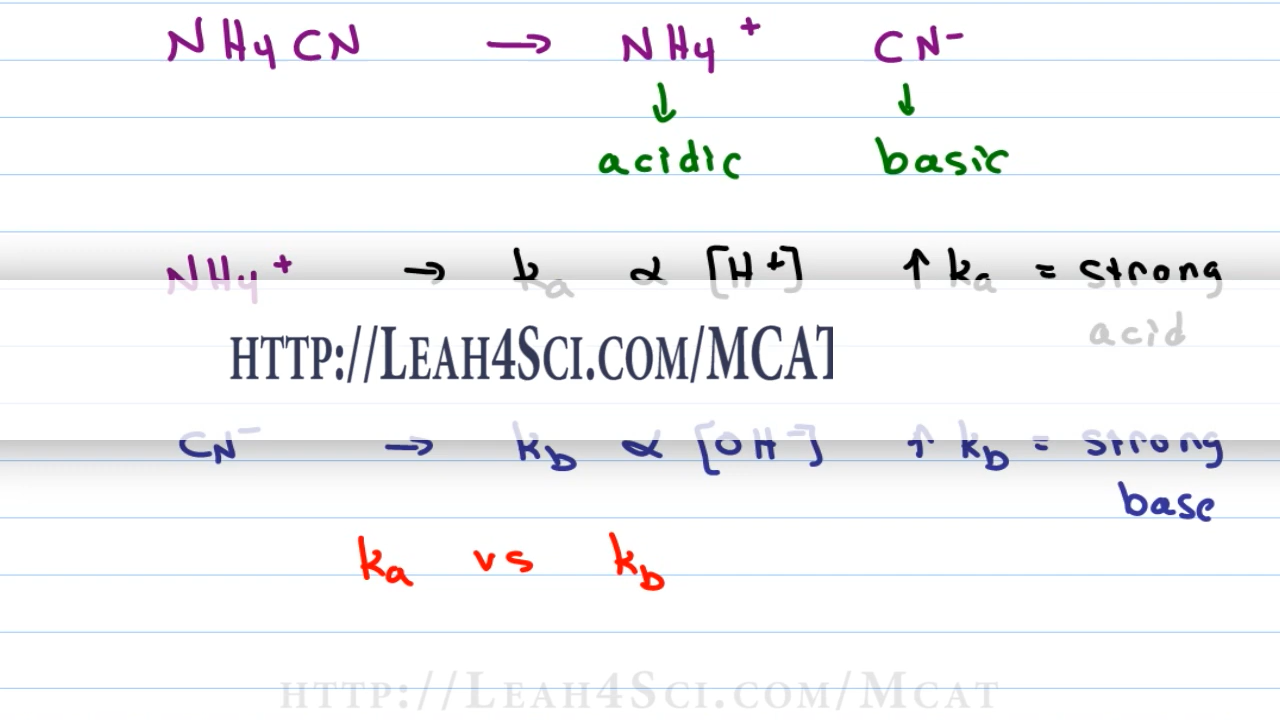 NH4CN → NH4+ CN-
↓ ↓
acidic basic
NH4+ → ka ∝ [H+] ↑ ka = strong
acid
HTTP://LEAH4SCI.COM/MCAT
CN- → kb ∝ [OH-] ↑ kb = strong
base
ka vs kb
HTTP://LEAH4SCI.COM/MCAT